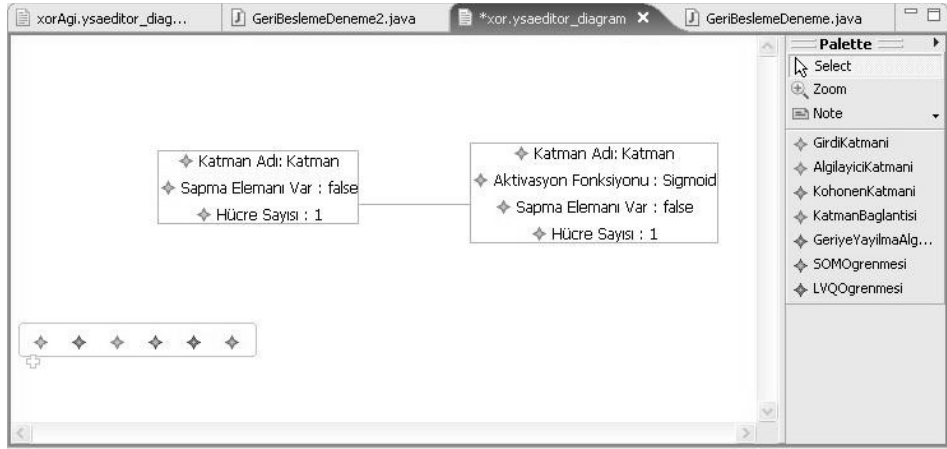 xorAgi.ysaeditor_diag...
GeriBeslemeDeneme2.java
*xor.ysaeditor_diagram
GeriBeslemeDeneme.java
Katman Adı: Katman
Sapma Elemanı Var : false
Hücre Sayısı : 1
Katman Adı: Katman
Aktivasyon Fonksiyonu : Sigmoid
Sapma Elemanı Var : false
Hücre Sayısı : 1
Palette
Select
Zoom
Note
GirdiKatmani
AlgilayiciKatmani
KohonenKatmani
KatmanBaglantisi
GeriyeYayilmaAlg...
SOMOgrenmesi
LVQOgrenmesi